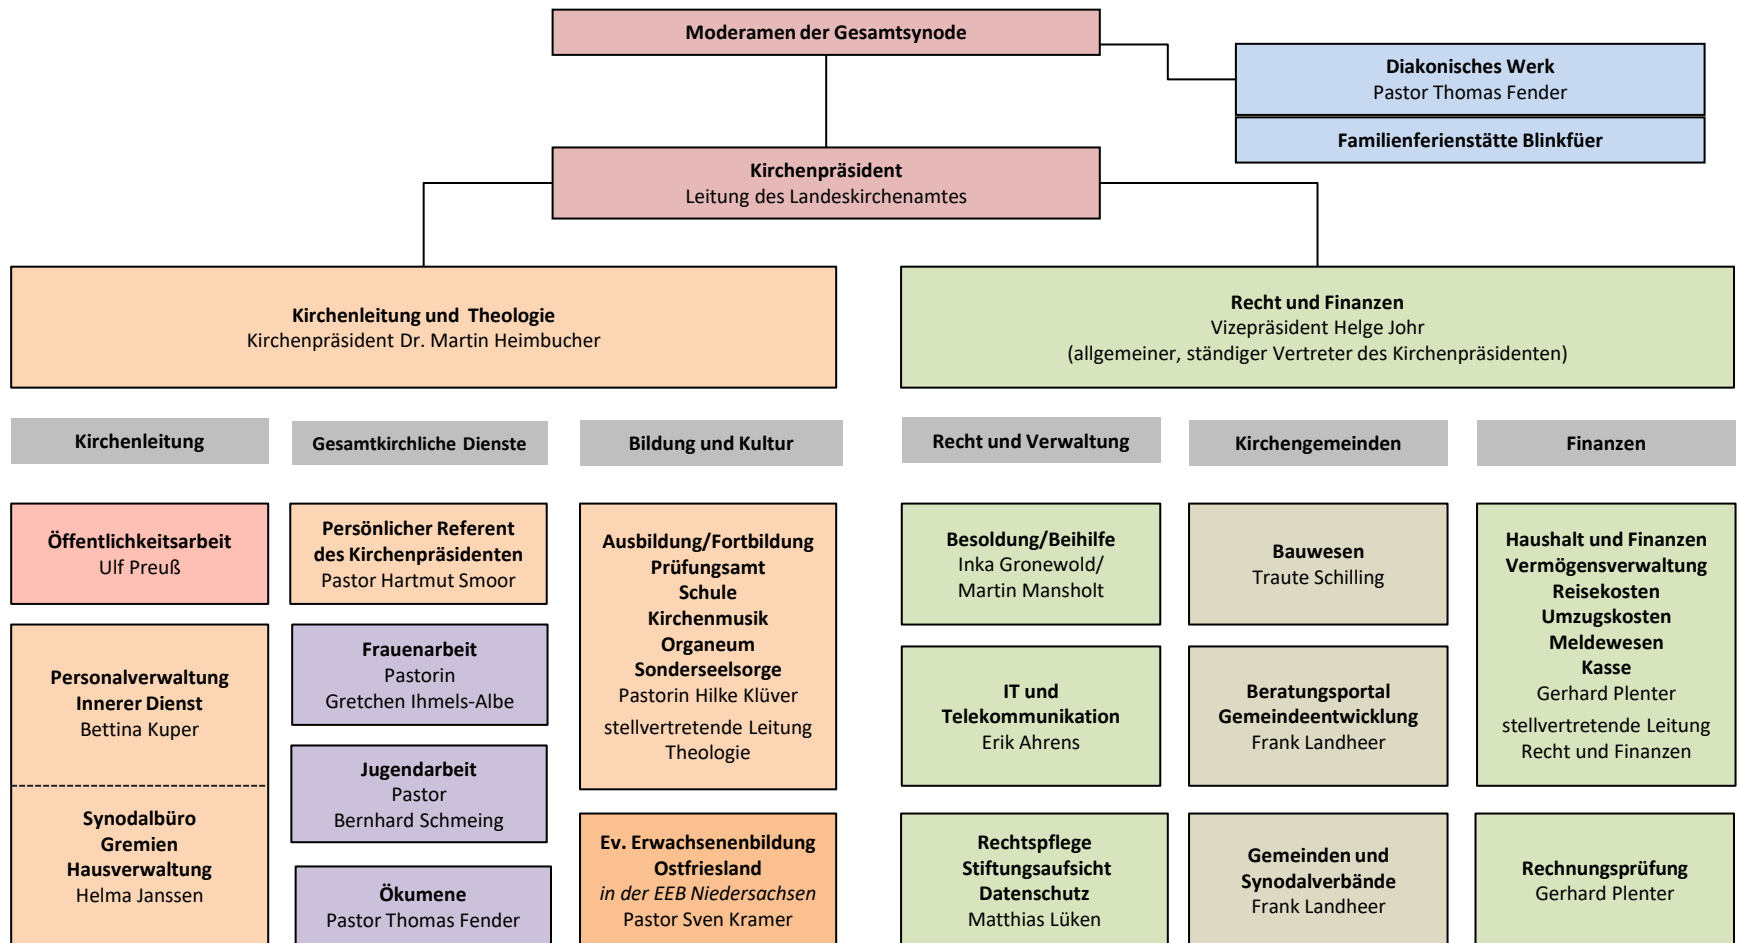 Moderamen der Gesamtsynode
Diakonisches Werk
Pastor Thomas Fender
Familienferienstätte Blinkfüer
Kirchenpräsident
Leitung des Landeskirchenamtes
Kirchenleitung und Theologie
Kirchenpräsident Dr. Martin Heimbucher
Recht und Finanzen
Vizepräsident Helge Johr
(allgemeiner, ständiger Vertreter des Kirchenpräsidenten)
Kirchenleitung
Gesamtkirchliche Dienste
Bildung und Kultur
Recht und Verwaltung
Kirchengemeinden
Finanzen
Öffentlichkeitsarbeit
Ulf Preuß
Personalverwaltung
Innerer Dienst
Bettina Kuper
Synodalbüro
Gremien
Hausverwaltung
Helma Janssen
Persönlicher Referent
des Kirchenpräsidenten
Pastor Hartmut Smoor
Frauenarbeit
Pastorin
Gretchen Ihmels-Albe
Jugendarbeit
Pastor
Bernhard Schmeing
Ökumene
Pastor Thomas Fender
Ausbildung/Fortbildung
Prüfungsamt
Schule
Kirchenmusik
Organeum
Sonderseelsorge
Pastorin Hilke Klüver
stellvertretende Leitung
Theologie
Ev. Erwachsenenbildung
Ostfriesland
in der EEB Niedersachsen
Pastor Sven Kramer
Besoldung/Beihilfe
Inka Gronewold/
Martin Mansholt
IT und
Telekommunikation
Erik Ahrens
Rechtspflege
Stiftungsaufsicht
Datenschutz
Matthias Lüken
Bauwesen
Traute Schilling
Beratungsportal
Gemeindeentwicklung
Frank Landheer
Gemeinden und
Synodalverbände
Frank Landheer
Haushalt und Finanzen
Vermögensverwaltung
Reisekosten
Umzugskosten
Meldewesen
Kasse
Gerhard Plenter
stellvertretende Leitung
Recht und Finanzen
Rechnungsprüfung
Gerhard Plenter